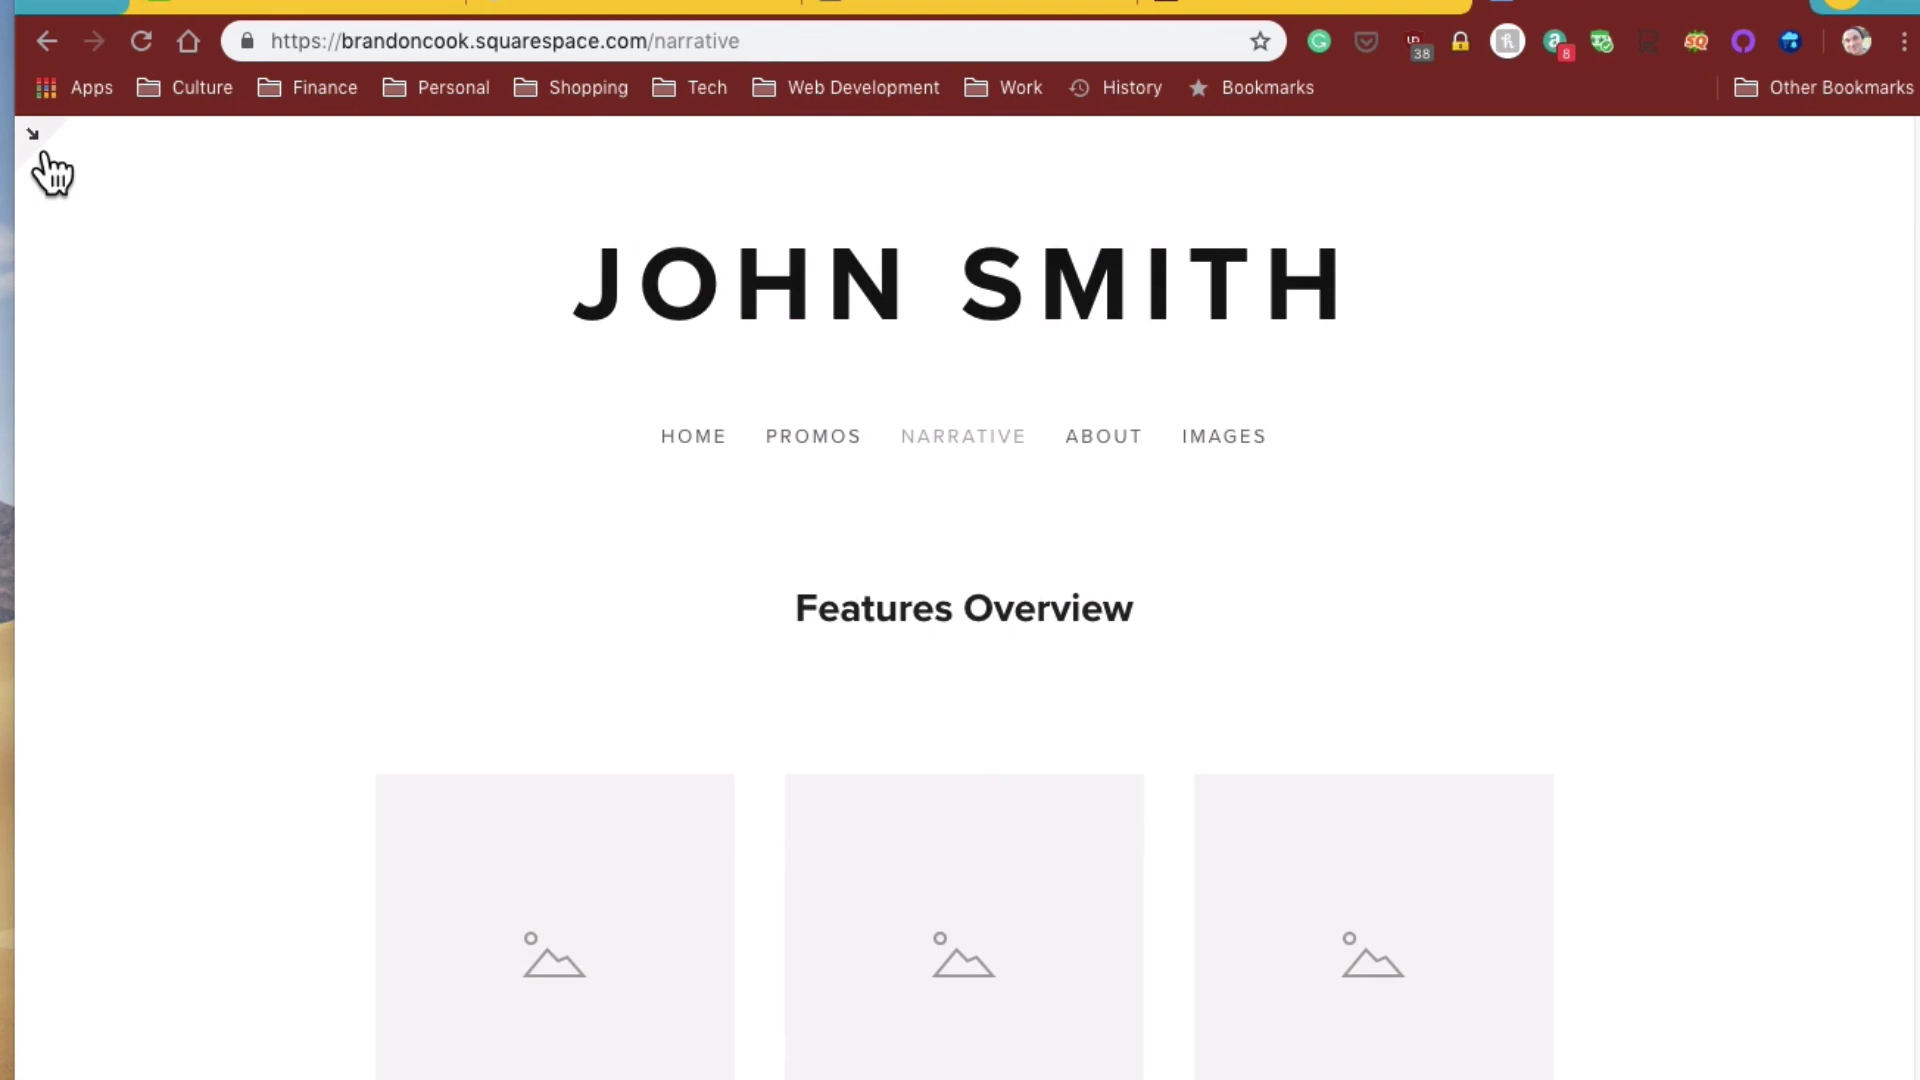 https://brandoncook.squarespace.com/narrative
38
8
Apps Culture Finance Personal Shopping Tech Web Development Work History Bookmarks Other Bookmarks
JOHN SMITH
HOME PROMOS NARRATIVE ABOUT IMAGES
Features Overview